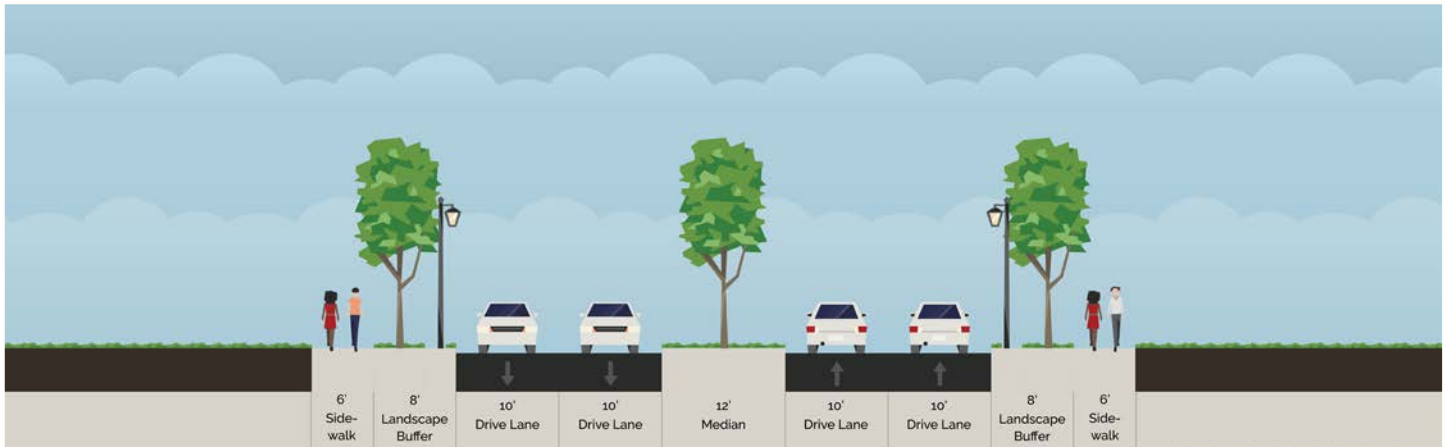 6'
Side-
walk
8'
Landscape
Buffer
10'
Drive Lane
10'
Drive Lane
12'
Median
10'
Drive Lane
10'
Drive Lane
8'
Landscape
Buffer
6'
Side-
walk